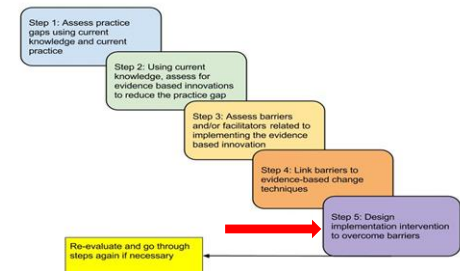 Step 1: Assess practice
gaps using current
knowledge and current
practice
Step 2: Using current
knowledge, assess for
evidence based innovations
to reduce the practice gap
Step 3: Assess barriers
and/or facilitators related to
implementing the evidence
based innovation
Step 4: Link barriers to
evidence-based change
techniques
Step 5: Design
implementation intervention
to overcome barriers
Re-evaluate and go through
steps again if necessary